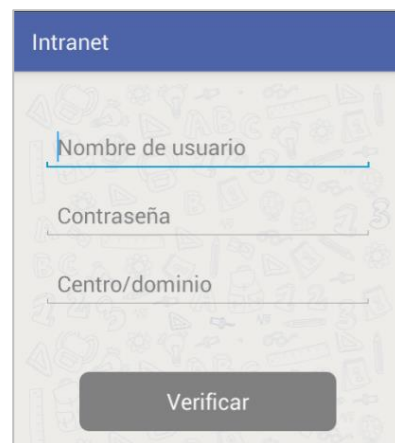 Intranet
Nombre de usuario
Contraseña
Centro/dominio
Verificar